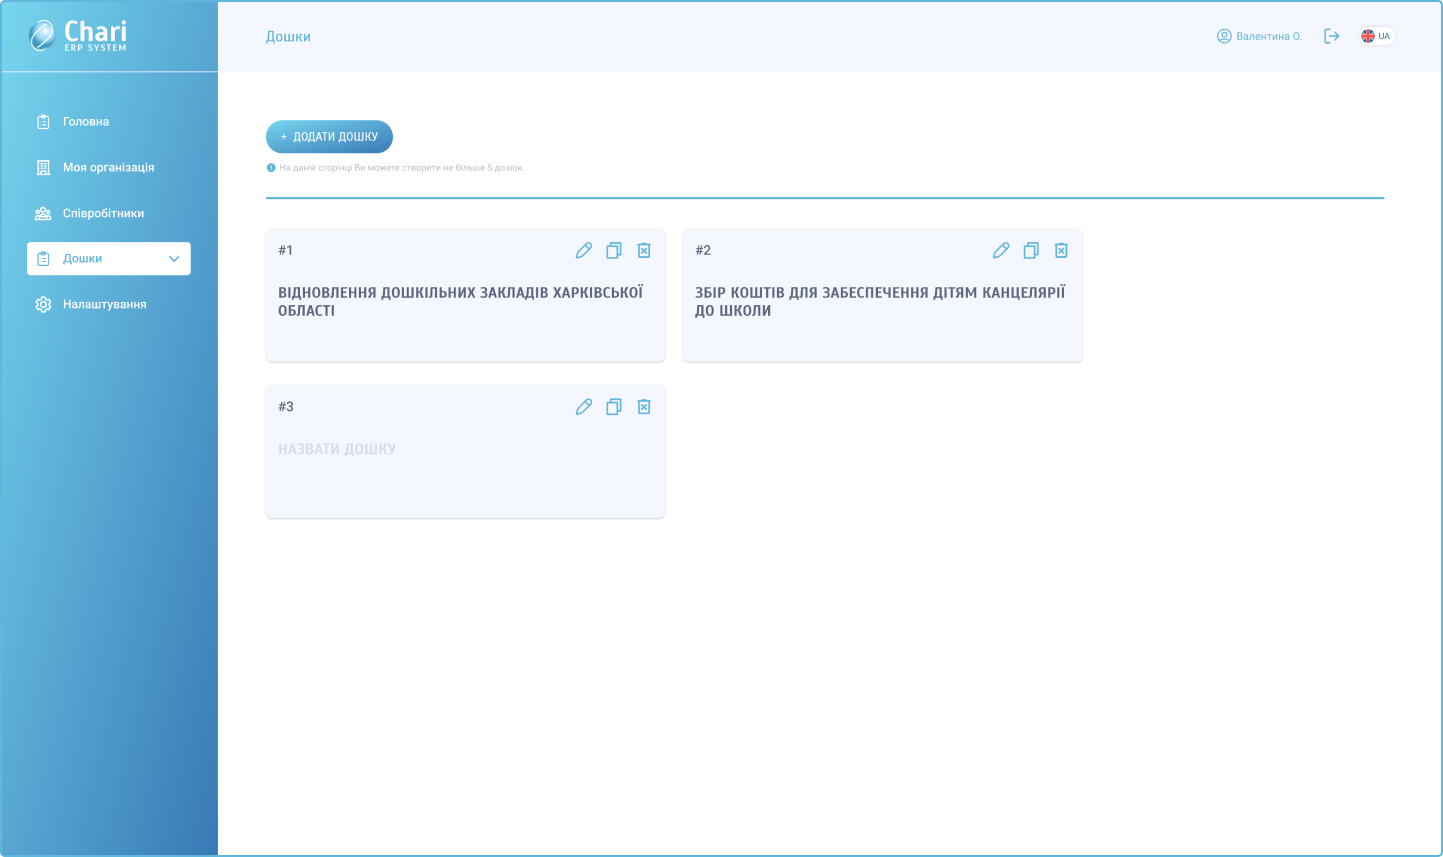 Chari
ERP SYSTEM
Дошки
Валентина О.
UA
Головна
Моя організація
Співробітники
Дошки
Налаштування
+ ДОДАТИ ДОШКУ
На даній сторінці Ви можете створити не більше 5 дошок.
#1
ВІДНОВЛЕННЯ ДОШКІЛЬНИХ ЗАКЛАДІВ ХАРКІВСЬКОЇ
ОБЛАСТІ
#2
ЗБІР КОШТІВ ДЛЯ ЗАБЕСПЕЧЕННЯ ДІТЯМ КАНЦЕЛЯРІЇ
ДО ШКОЛИ
#3
НАЗВАТИ ДОШКУ